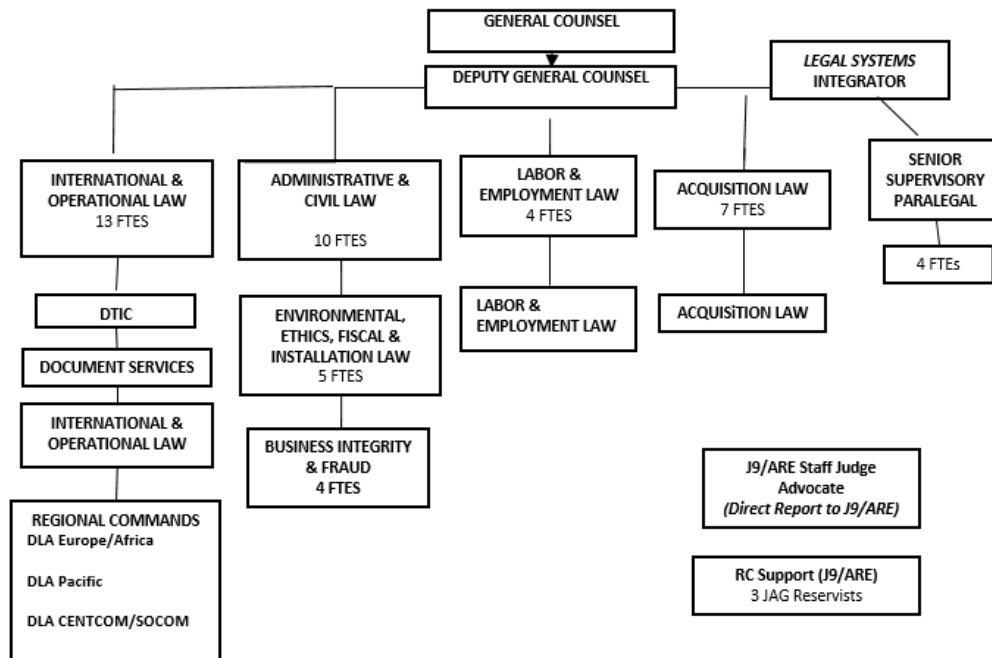 GENERAL COUNSEL
DEPUTY GENERAL COUNSEL
LEGAL SYSTEMS
INTEGRATOR
INTERNATIONAL &
OPERATIONAL LAW
13 FTES
ADMINISTRATIVE &
CIVIL LAW
10 FTES
LABOR &
EMPLOYMENT LAW
4 FTES
ACQUISITION LAW
7 FTES
SENIOR
SUPERVISORY
PARALEGAL
4 FTEs
DTIC
DOCUMENT SERVICES
INTERNATIONAL &
OPERATIONAL LAW
REGIONAL COMMANDS
DLA Europe/Africa
DLA Pacific
DLA CENTCOM/SOCOM
ENVIRONMENTAL,
ETHICS, FISCAL &
INSTALLATION LAW
5 FTES
BUSINESS INTEGRITY
& FRAUD
4 FTES
LABOR &
EMPLOYMENT LAW
ACQUISiTION LAW
J9/ARE Staff Judge
Advocate
(Direct Report to J9/ARE)
RC Support (J9/ARE)
3 JAG Reservists